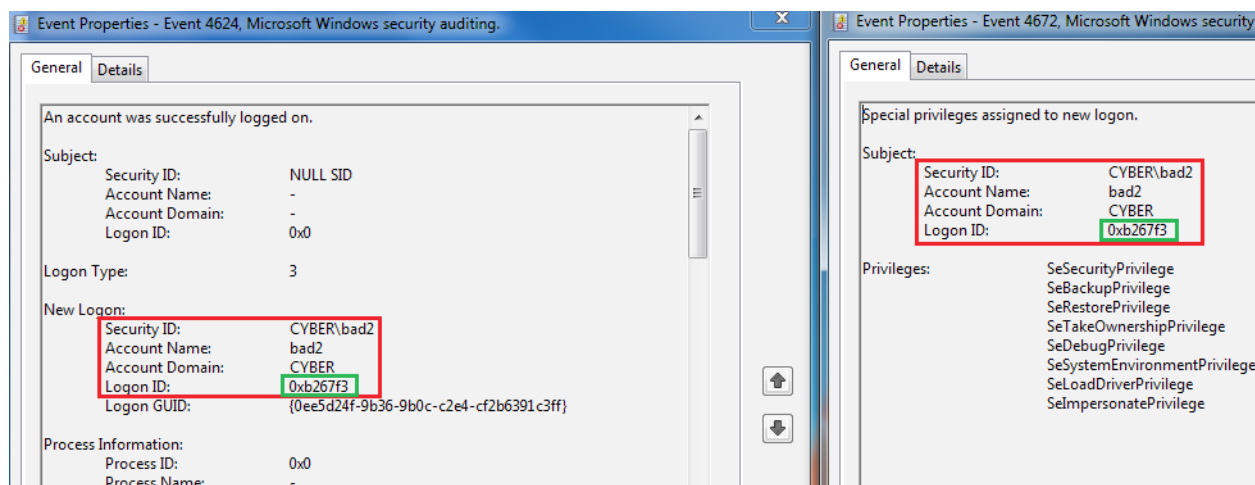 Event Properties - Event 4624, Microsoft Windows security auditing.
General Details
An account was successfully logged on.
Subject:
Security ID: NULL SID
Account Name: -
Account Domain: -
Logon ID: 0x0
Logon Type: 3
New Logon:
Security ID: CYBER\bad2
Account Name: bad2
Account Domain: CYBER
Logon ID: 0xb267f3
Logon GUID: {0ee5d24f-9b36-9b0c-c2e4-cf2b6391c3ff}
Process Information:
Process ID: 0x0
Process Name: -
Event Properties - Event 4672, Microsoft Windows security
General Details
Special privileges assigned to new logon.
Subject:
Security ID: CYBER\bad2
Account Name: bad2
Account Domain: CYBER
Logon ID: 0xb267f3
Privileges: SeSecurityPrivilege
SeBackupPrivilege
SeRestorePrivilege
SeTakeOwnershipPrivilege
SeDebugPrivilege
SeSystemEnvironmentPrivilege
SeLoadDriverPrivilege
SeImpersonatePrivilege